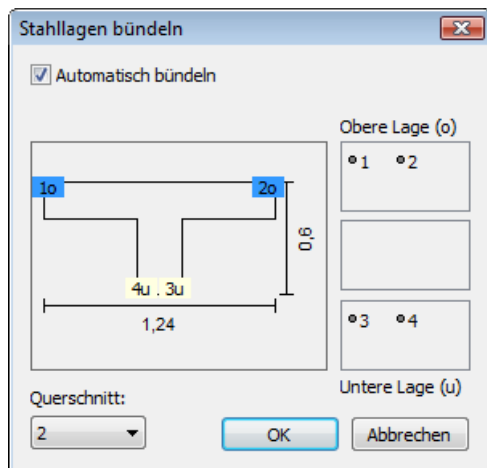 Stahllagen bündeln
Automatisch bündeln
Obere Lage (o)
1 2
1o 2o
0,6
4u . 3u
1,24
3 4
Untere Lage (u)
Querschnitt:
2
OK
Abbrechen